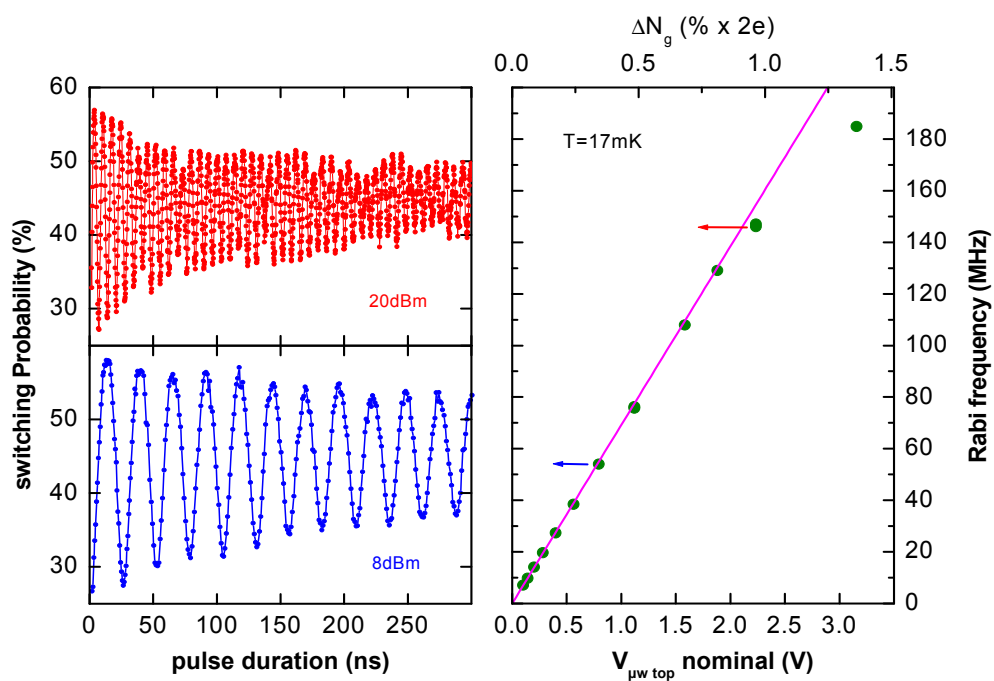 switching Probability (%)
60
50
40
30
20dBm
50
40
30
8dBm
0 50 100 150 200 250 300
pulse duration (ns)
ΔNg (% x 2e)
0.0 0.5 1.0 1.5
T=17mK
180
160
140
120
100
80
60
40
20
0
Rabi frequency (MHz)
0.0 0.5 1.0 1.5 2.0 2.5 3.0
Vμw top nominal (V)